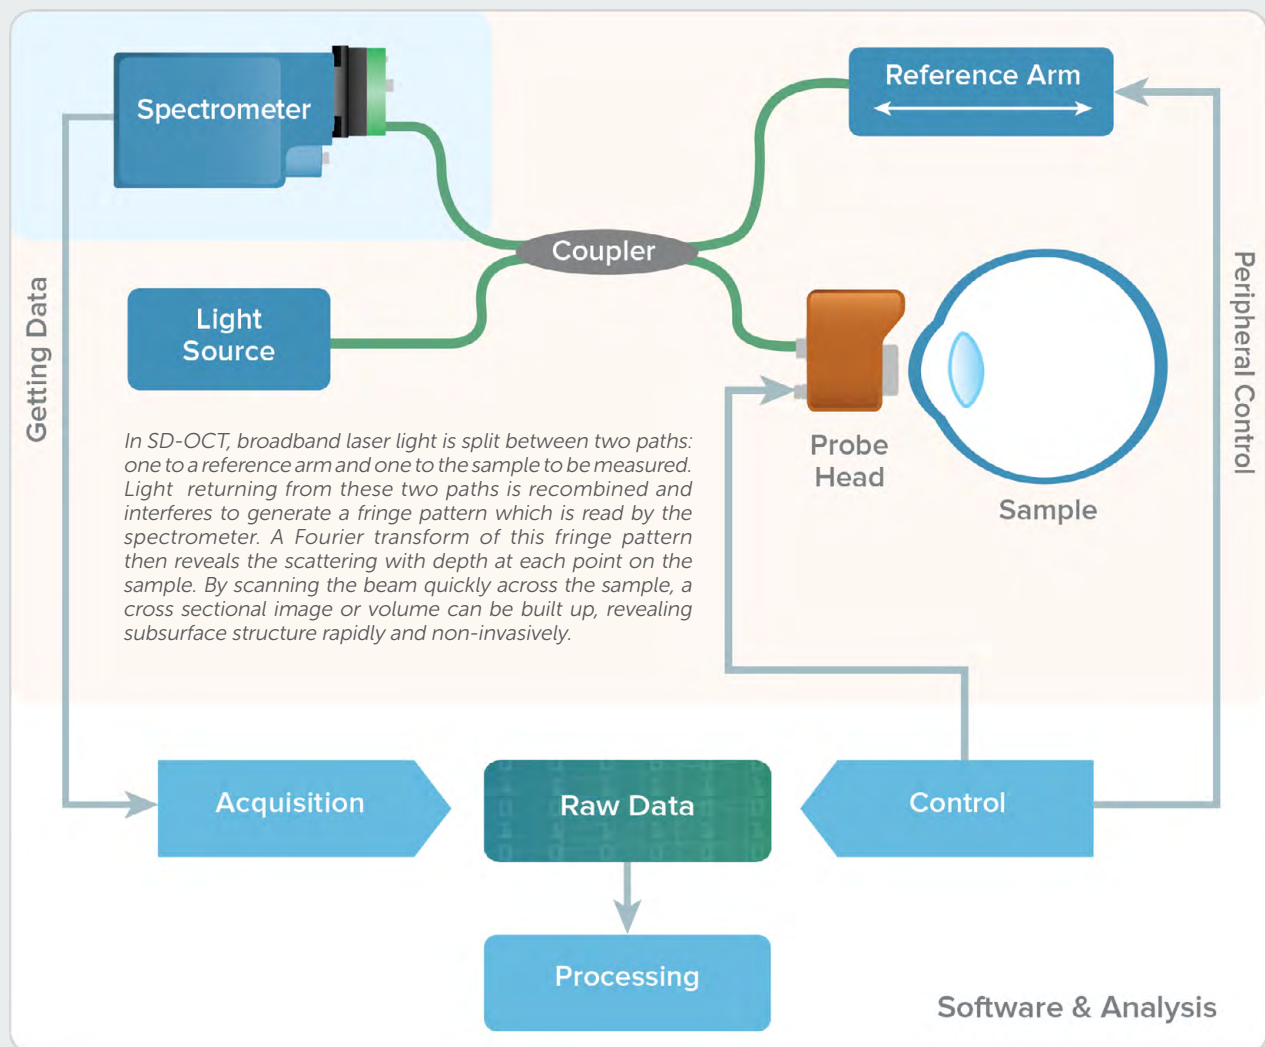 Spectrometer
Reference Arm
Coupler
Light
Source
Getting Data
Peripheral Control
Probe
Head
Sample
In SD-OCT, broadband laser light is split between two paths:
one to a reference arm and one to the sample to be measured.
Light returning from these two paths is recombined and
interferes to generate a fringe pattern which is read by the
spectrometer. A Fourier transform of this fringe pattern
then reveals the scattering with depth at each point on the
sample. By scanning the beam quickly across the sample, a
cross sectional image or volume can be built up, revealing
subsurface structure rapidly and non-invasively.
Acquisition
Raw Data
Control
Processing
Software & Analysis